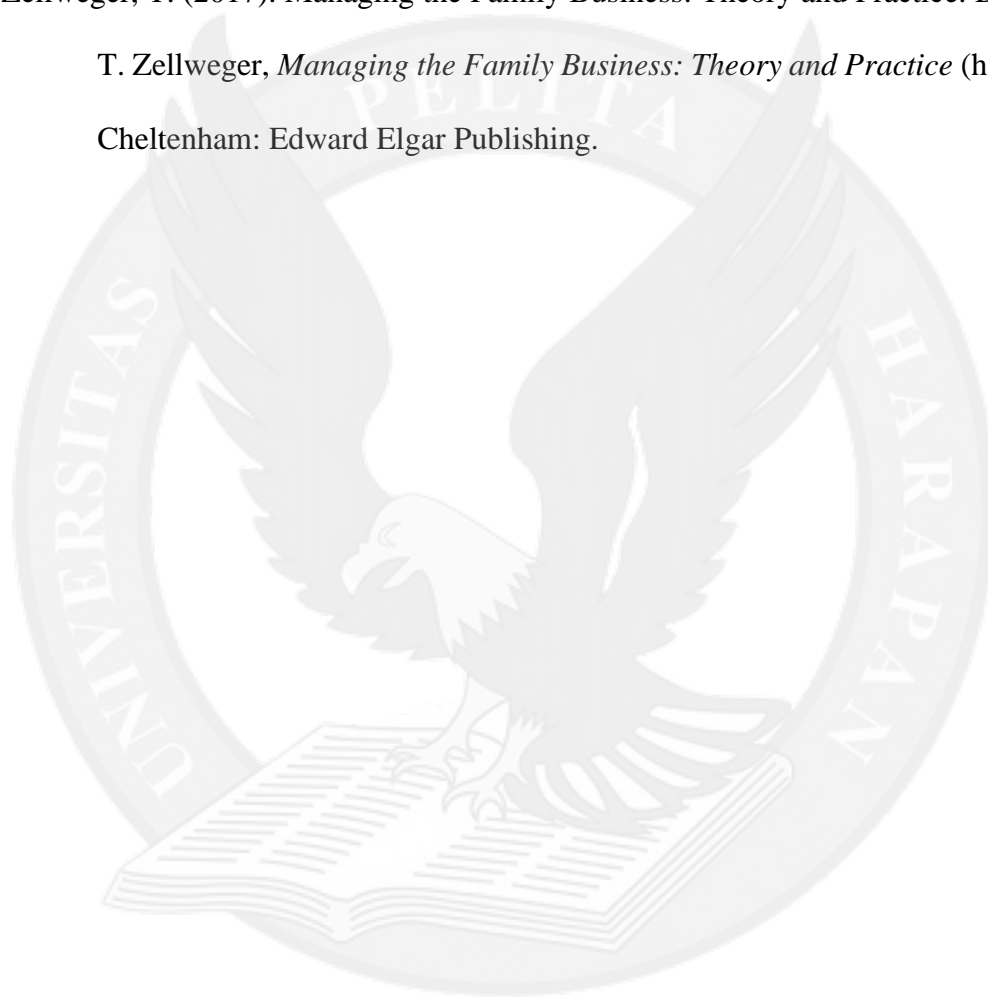 Zellweger, T. (2017). Managing the Family Business: Theory and Practice.
T. Zellweger, Managing the Family Business: Theory and Practice (h
Cheltenham: Edward Elgar Publishing.
UNIVERSITAS PELITA HARAPAN